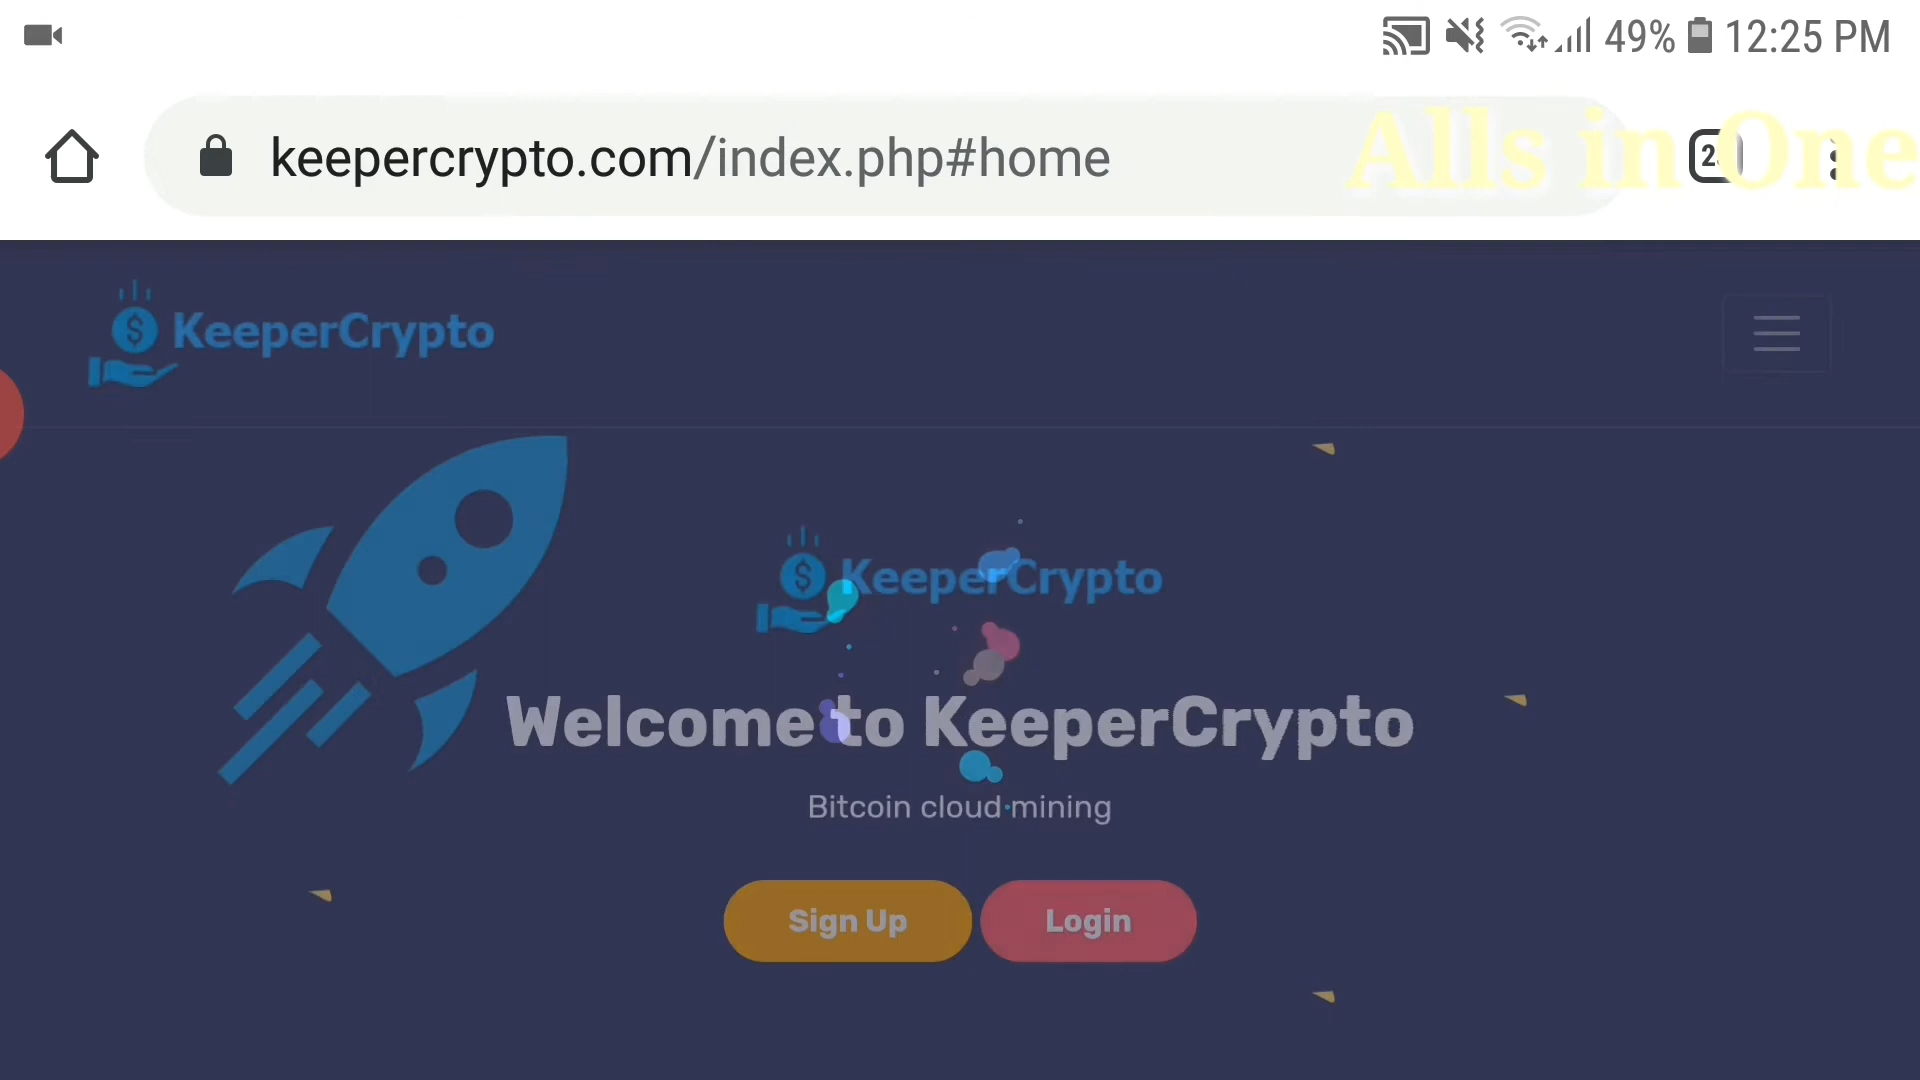 49% 12:25 PM
keepercrypto.com/index.php#home
Alls in One
KeeperCrypto
KeeperCrypto
Welcome to KeeperCrypto
Bitcoin cloud mining
Sign Up
Login